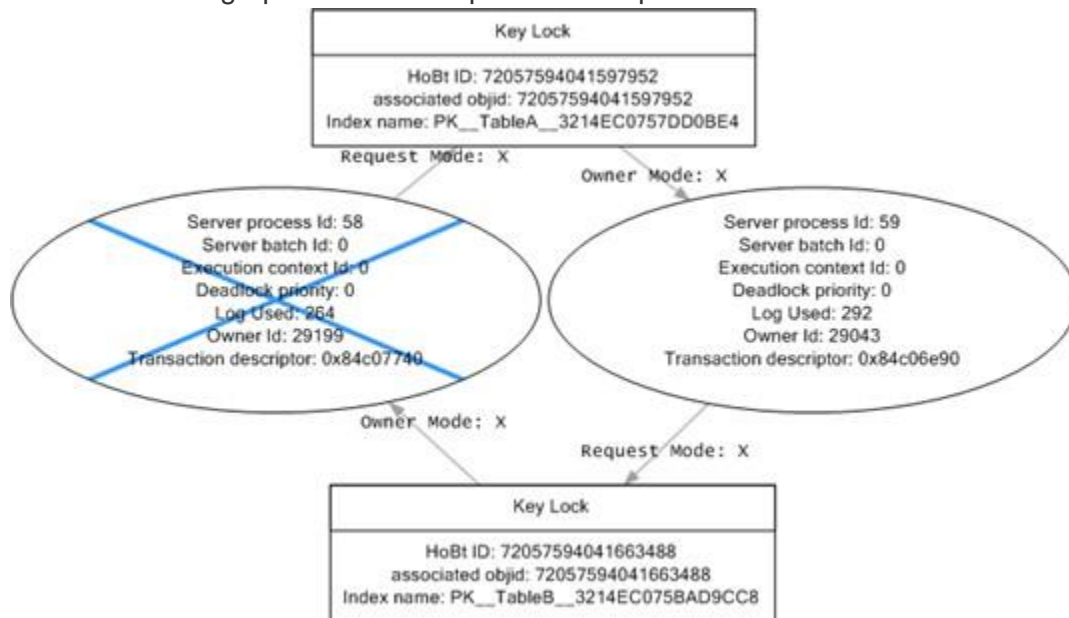 Key Lock
HoBt ID: 72057594041597952
associated objid: 72057594041597952
Index name: PK__TableA__3214EC0757DD0BE4
Request Mode: X
Owner Mode: X
Server process Id: 58
Server batch Id: 0
Execution context Id: 0
Deadlock priority: 0
Log Used: 264
Owner Id: 29199
Transaction descriptor: 0x84c07740
Server process Id: 59
Server batch Id: 0
Execution context Id: 0
Deadlock priority: 0
Log Used: 292
Owner Id: 29043
Transaction descriptor: 0x84c06e90
Owner Mode: X
Request Mode: X
Key Lock
HoBt ID: 72057594041663488
associated objid: 72057594041663488
Index name: PK__TableB__3214EC075BAD9CC8